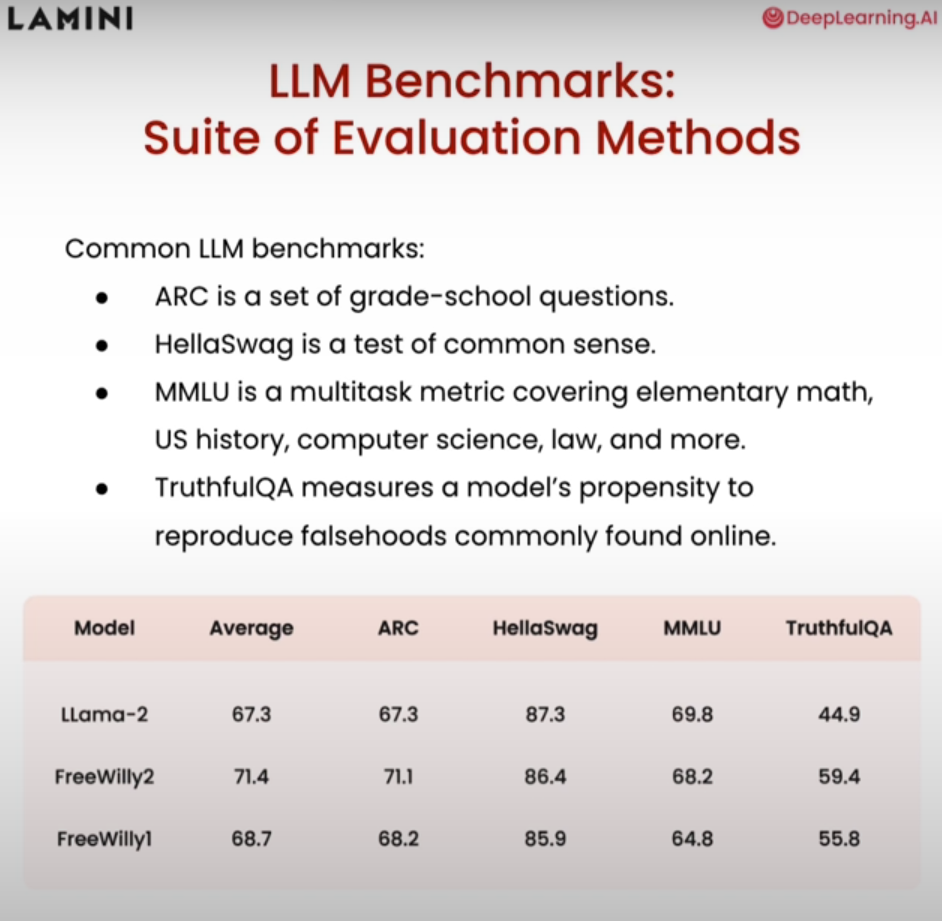 LAMINI
DeepLearning.AI
LLM Benchmarks:
Suite of Evaluation Methods
Common LLM benchmarks:
● ARC is a set of grade-school questions.
● HellaSwag is a test of common sense.
● MMLU is a multitask metric covering elementary math,
US history, computer science, law, and more.
● TruthfulQA measures a model's propensity to
reproduce falsehoods commonly found online.
Model Average ARC HellaSwag MMLU TruthfulQA
LLama-2 67.3 67.3 87.3 69.8 44.9
FreeWilly2 71.4 71.1 86.4 68.2 59.4
FreeWilly1 68.7 68.2 85.9 64.8 55.8